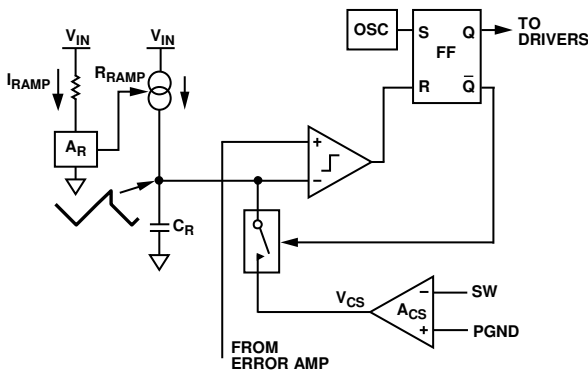 OSC
S Q
FF
R Q̅
TO
DRIVERS
V_IN
V_IN
I_RAMP
R_RAMP
A_R
+
−
C_R
V_CS
A_CS
− SW
+ PGND
FROM
ERROR AMP